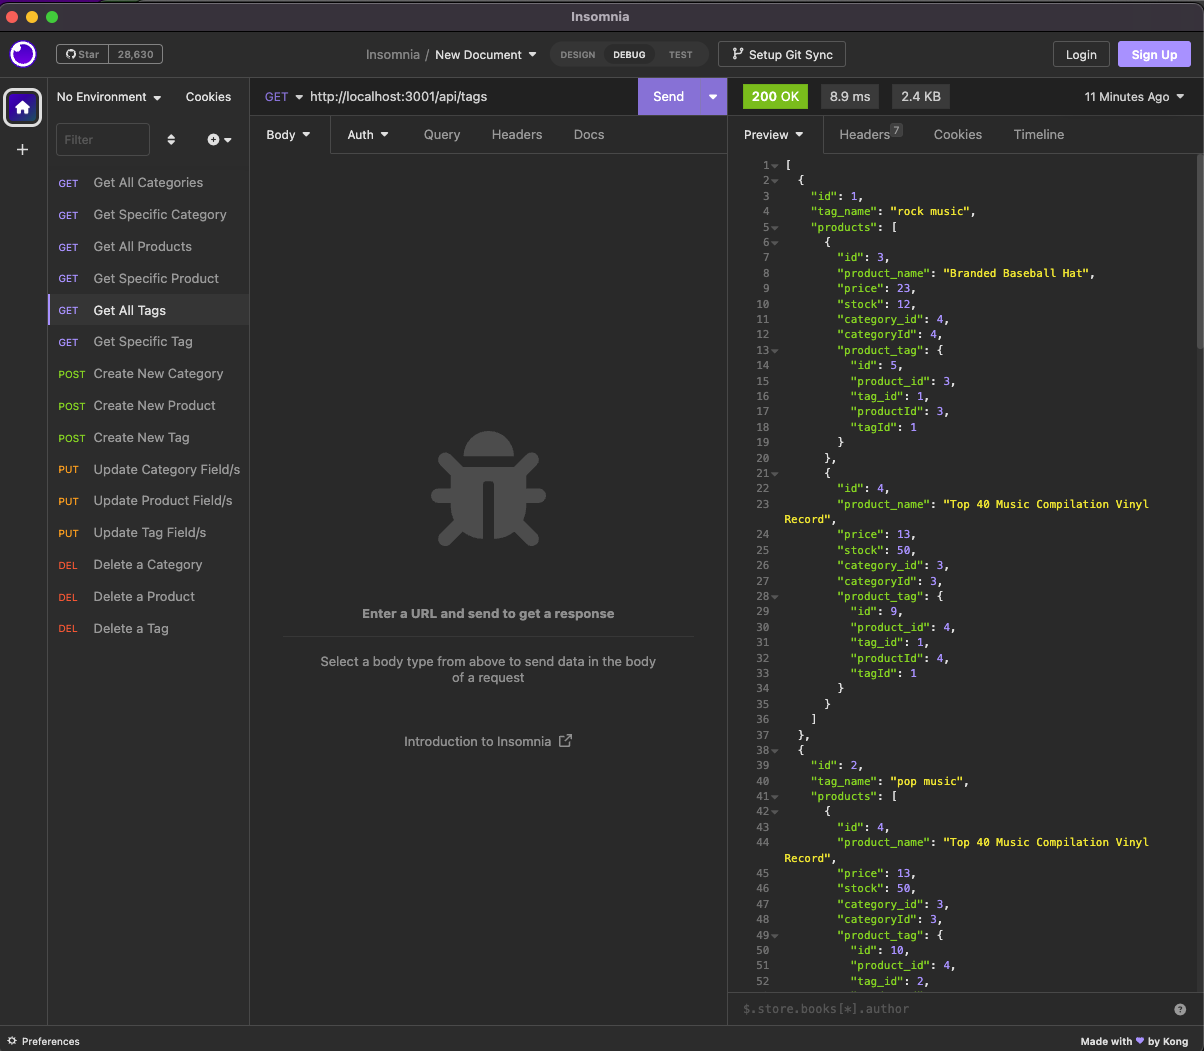 Insomnia
Star 28,630
Insomnia / New Document
DESIGN DEBUG TEST
Setup Git Sync
Login
Sign Up
No Environment
Cookies
Filter
GET Get All Categories
GET Get Specific Category
GET Get All Products
GET Get Specific Product
GET Get All Tags
GET Get Specific Tag
POST Create New Category
POST Create New Product
POST Create New Tag
PUT Update Category Field/s
PUT Update Product Field/s
PUT Update Tag Field/s
DEL Delete a Category
DEL Delete a Product
DEL Delete a Tag
GET http://localhost:3001/api/tags
Send
Body Auth Query Headers Docs
Enter a URL and send to get a response
Select a body type from above to send data in the body
of a request
Introduction to Insomnia
200 OK 8.9 ms 2.4 KB 11 Minutes Ago
Preview Headers 7 Cookies Timeline
1 [
2 {
3 "id": 1,
4 "tag_name": "rock music",
5 "products": [
6 {
7 "id": 3,
8 "product_name": "Branded Baseball Hat",
9 "price": 23,
10 "stock": 12,
11 "category_id": 4,
12 "categoryId": 4,
13 "product_tag": {
14 "id": 5,
15 "product_id": 3,
16 "tag_id": 1,
17 "productId": 3,
18 "tagId": 1
19 }
20 },
21 {
22 "id": 4,
23 "product_name": "Top 40 Music Compilation Vinyl
Record",
24 "price": 13,
25 "stock": 50,
26 "category_id": 3,
27 "categoryId": 3,
28 "product_tag": {
29 "id": 9,
30 "product_id": 4,
31 "tag_id": 1,
32 "productId": 4,
33 "tagId": 1
34 }
35 }
36 ]
37 },
38 {
39 "id": 2,
40 "tag_name": "pop music",
41 "products": [
42 {
43 "id": 4,
44 "product_name": "Top 40 Music Compilation Vinyl
Record",
45 "price": 13,
46 "stock": 50,
47 "category_id": 3,
48 "categoryId": 3,
49 "product_tag": {
50 "id": 10,
51 "product_id": 4,
52 "tag_id": 2,
$.store.books[*].author
Preferences
Made with ♥ by Kong